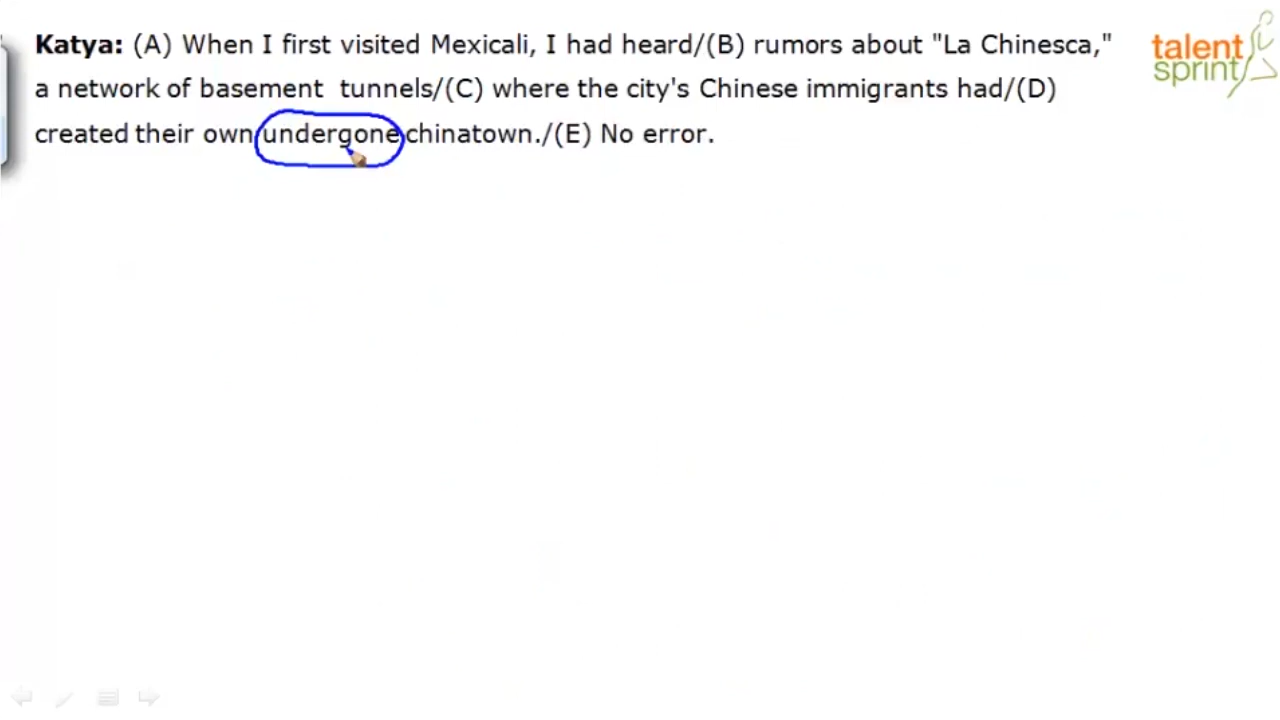 Katya: (A) When I first visited Mexicali, I had heard/(B) rumors about "La Chinesca,"
a network of basement tunnels/(C) where the city's Chinese immigrants had/(D)
created their own undergone chinatown./(E) No error.
talent
sprint